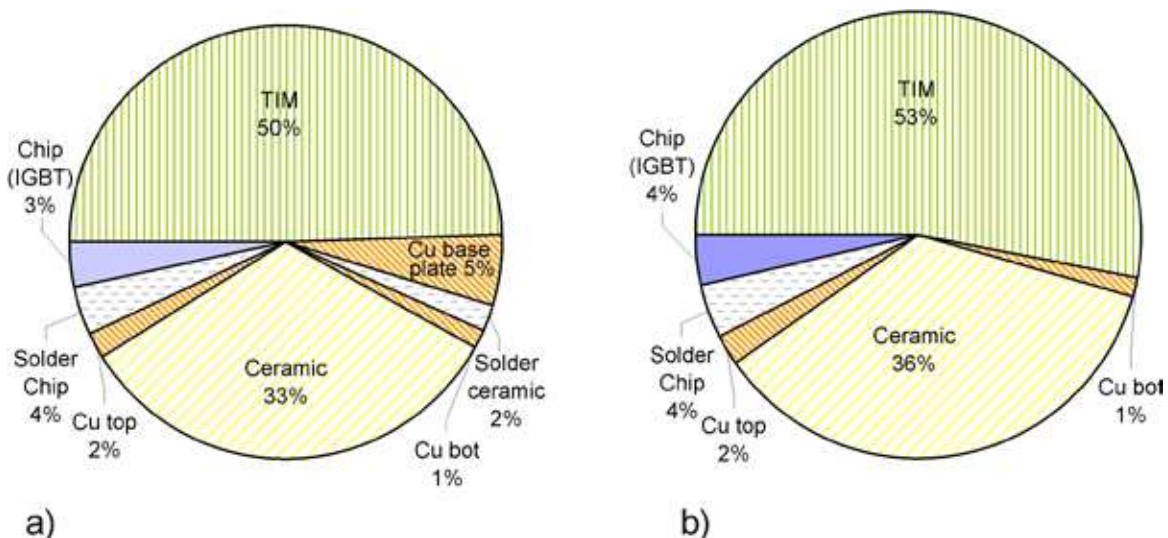 TIM
50%
Chip
(IGBT)
3%
Cu base
plate 5%
Solder
Chip
4%
Cu top
2%
Ceramic
33%
Cu bot
1%
Solder
ceramic
2%
a)
TIM
53%
Chip
(IGBT)
4%
Solder
Chip
4%
Cu top
2%
Ceramic
36%
Cu bot
1%
b)